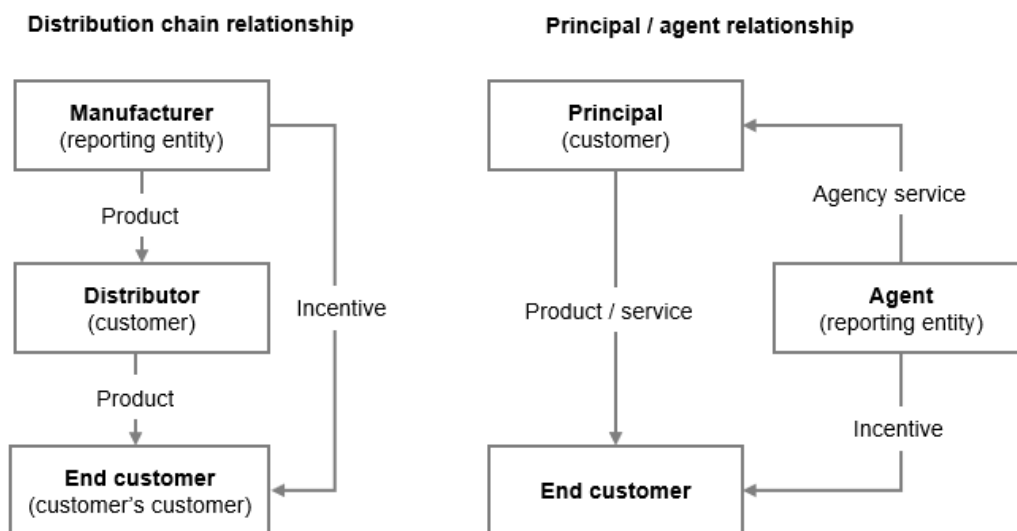 Distribution chain relationship
Manufacturer
(reporting entity)
Product
Distributor
(customer)
Incentive
Product
End customer
(customer's customer)
Principal / agent relationship
Principal
(customer)
Agency service
Agent
(reporting entity)
Product / service
Incentive
End customer